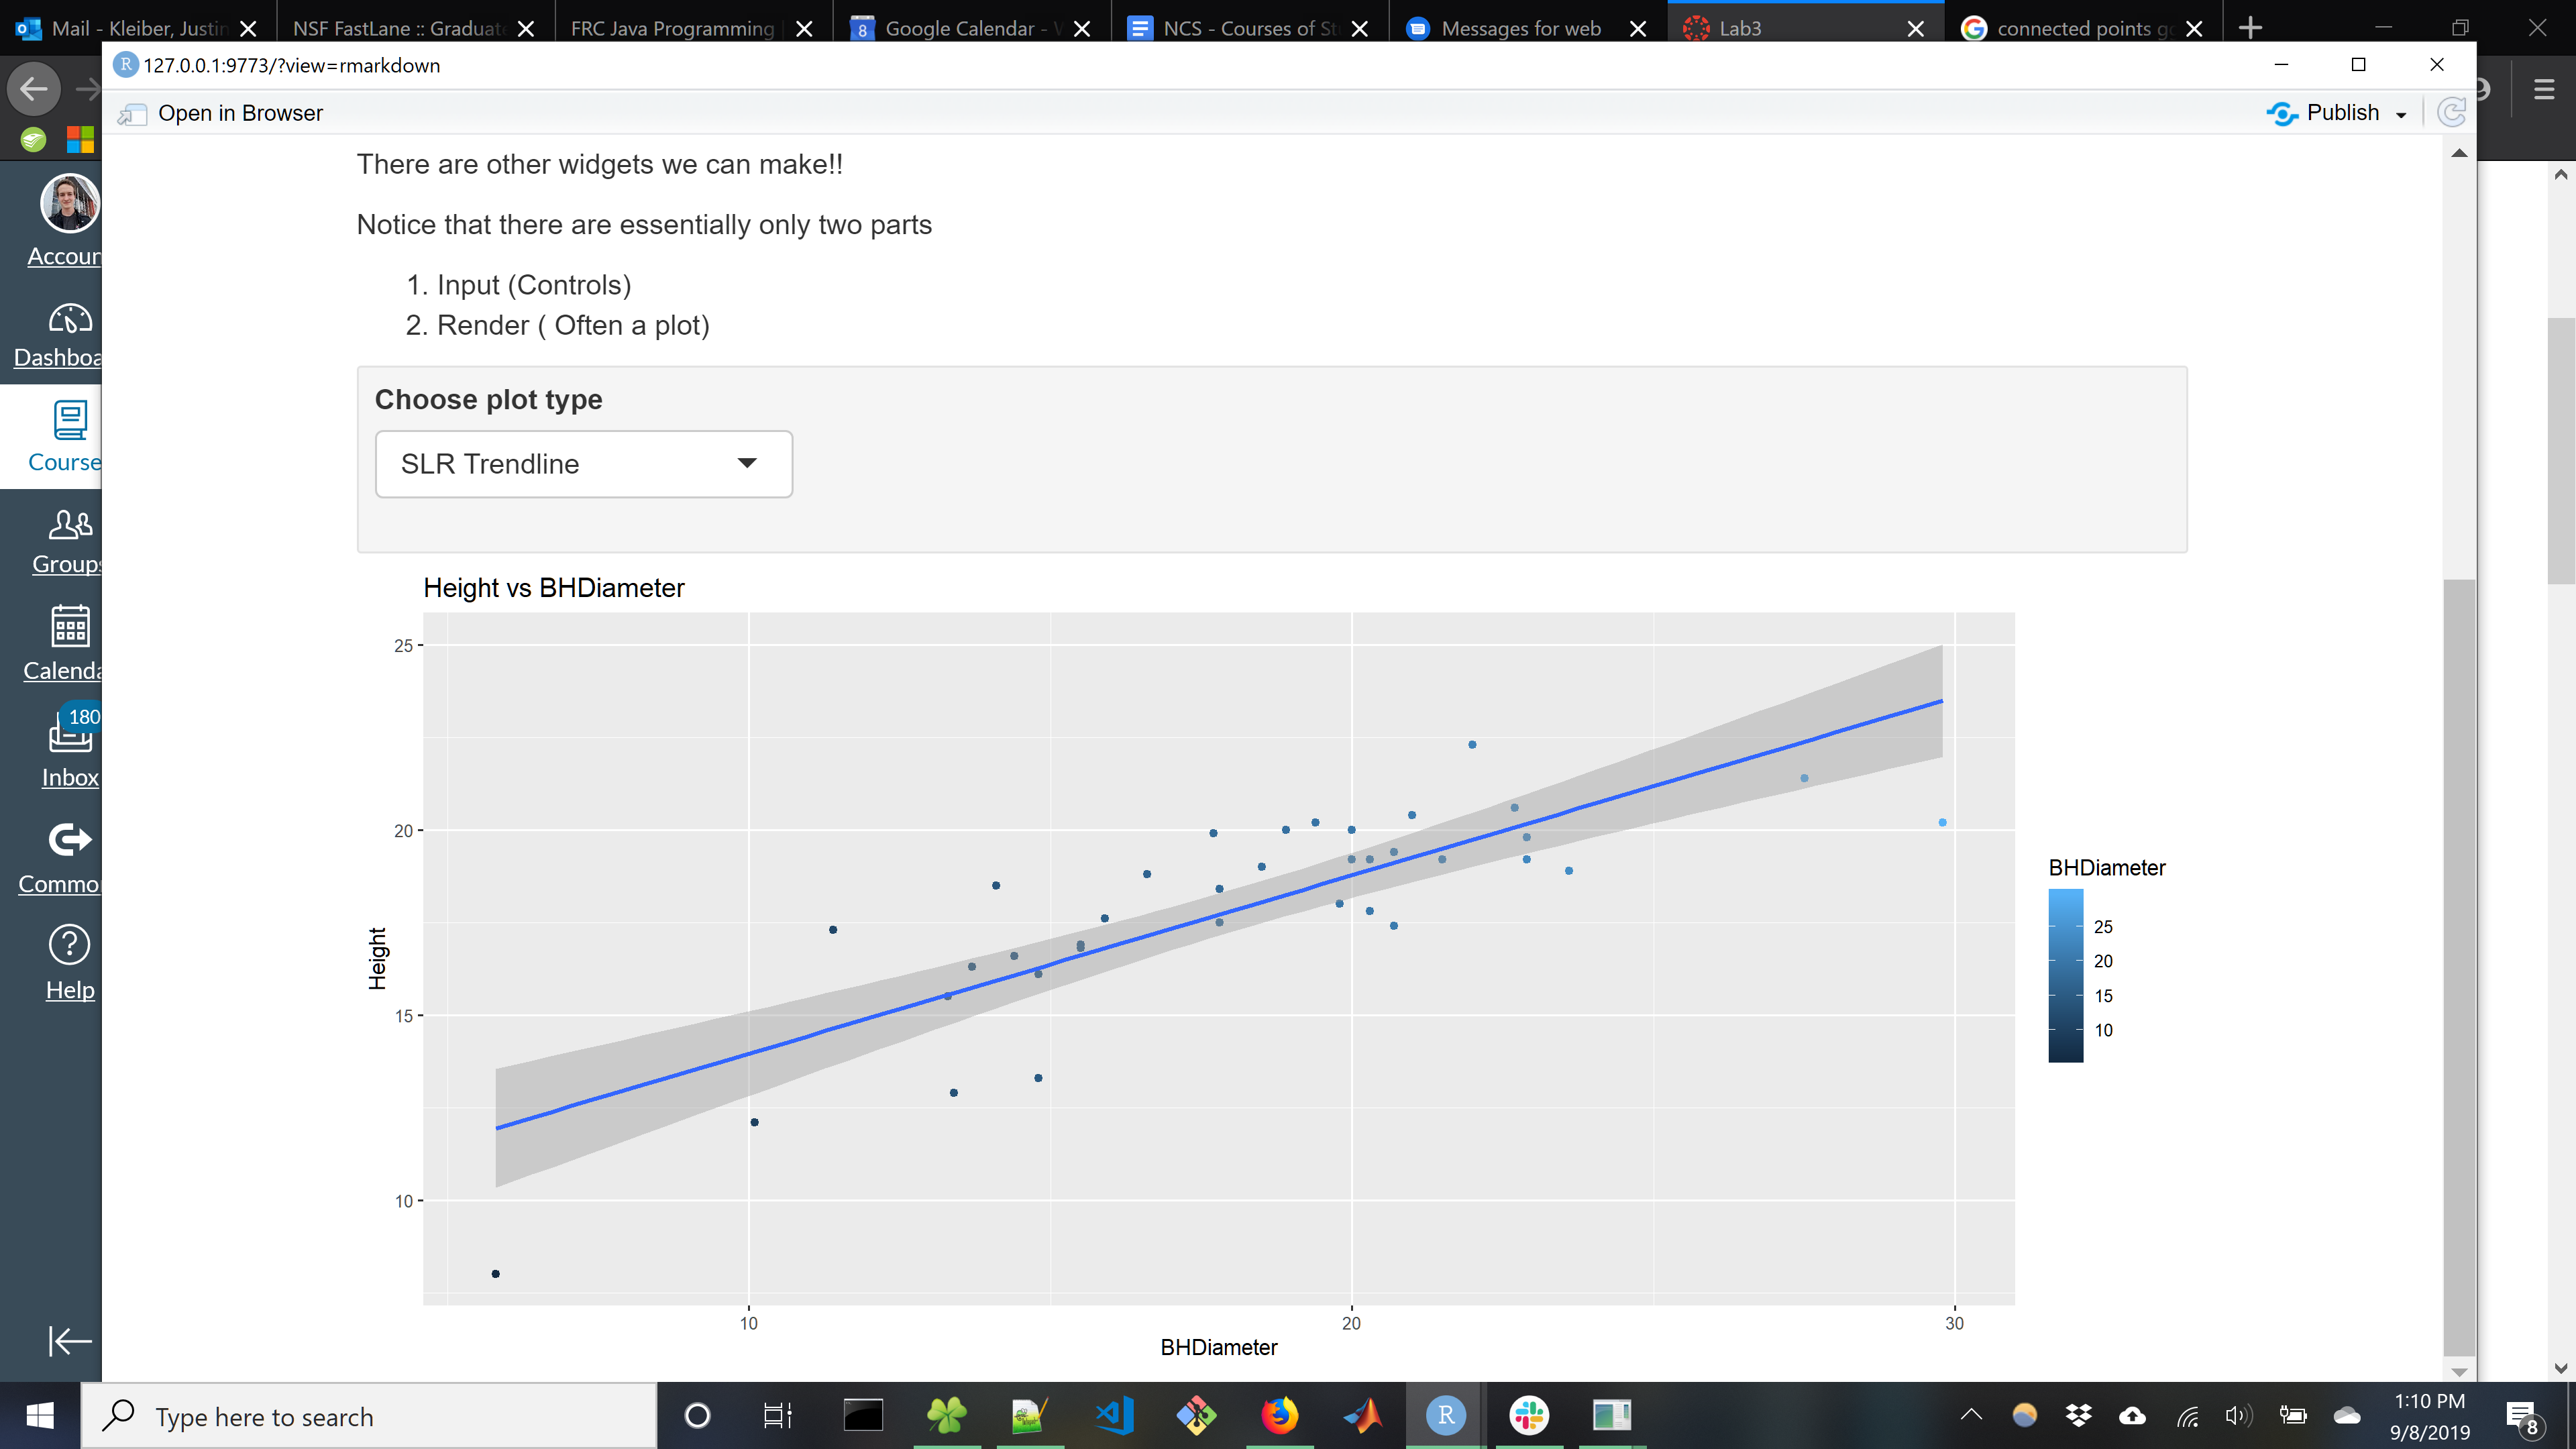 Mail - Kleiber, Justin
NSF FastLane :: Graduate
FRC Java Programming
8
Google Calendar - W
NCS - Courses of St
Messages for web
Lab3
connected points g
R
127.0.0.1:9773/?view=rmarkdown
Open in Browser
Publish
Accoun
Dashboa
Course
Groups
Calenda
180
Inbox
Commo
Help
There are other widgets we can make!!
Notice that there are essentially only two parts
1. Input (Controls)
2. Render ( Often a plot)
Choose plot type
SLR Trendline
Height vs BHDiameter
25
20
15
10
Height
10
20
30
BHDiameter
BHDiameter
25
20
15
10
Type here to search
R
1:10 PM
9/8/2019
8